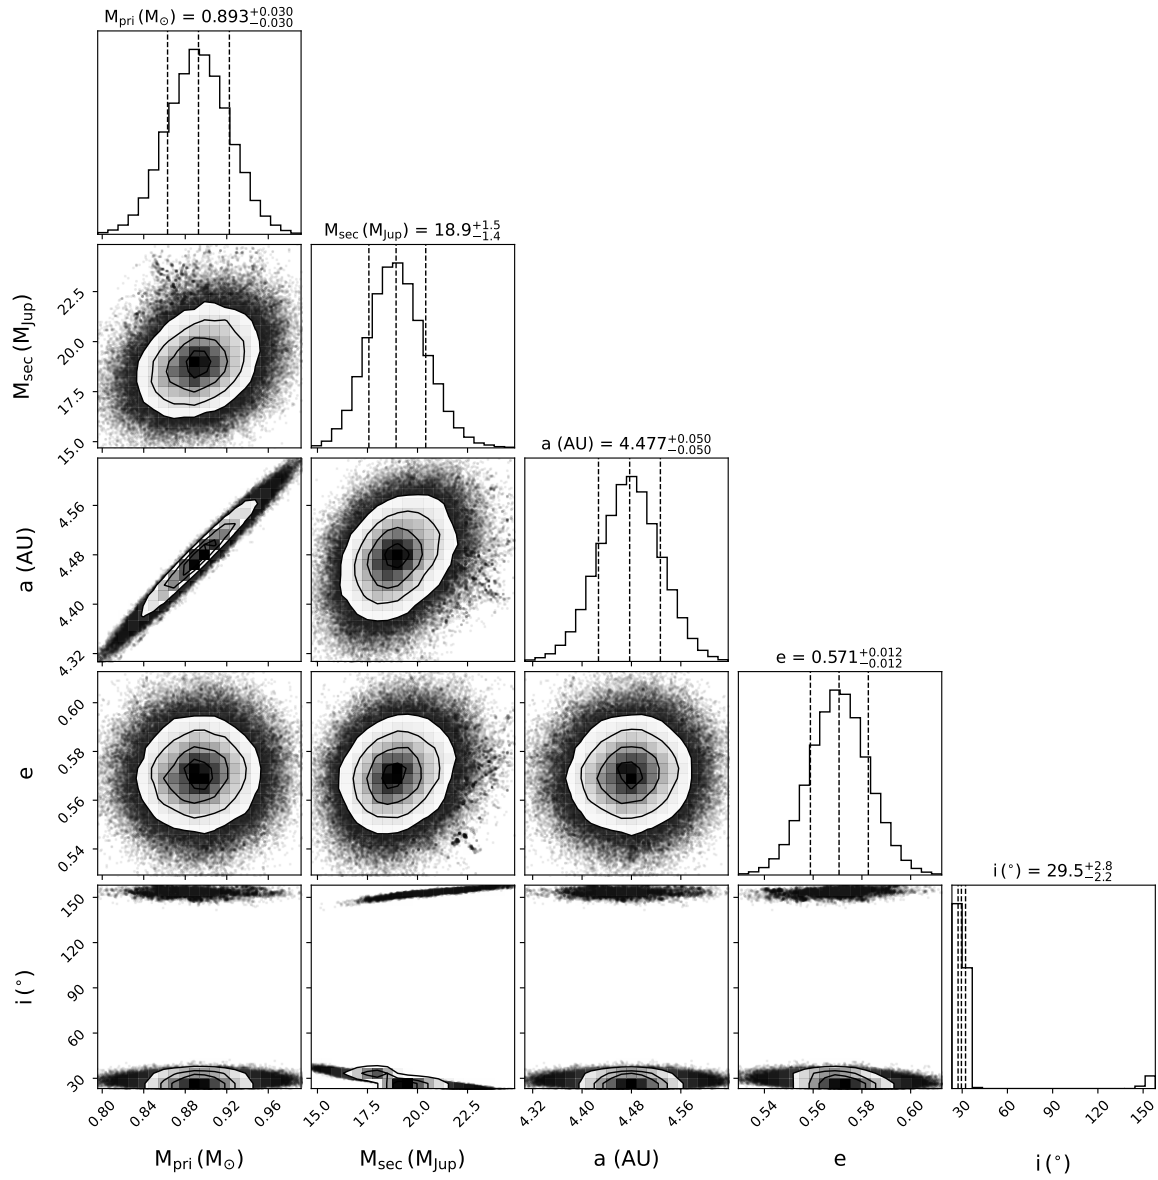 M_pri (M_⊙) = 0.893 +0.030 −0.030
M_sec (M_Jup) = 18.9 +1.5 −1.4
M_sec (M_Jup)
22.5
20.0
17.5
15.0
a (AU) = 4.477 +0.050 −0.050
a (AU)
4.56
4.48
4.40
4.32
e = 0.571 +0.012 −0.012
e
0.60
0.58
0.56
0.54
i (°) = 29.5 +2.8 −2.2
i (°)
150
120
90
60
30
0.80 0.84 0.88 0.92 0.96 15.0 17.5 20.0 22.5 4.32 4.40 4.48 4.56 0.54 0.56 0.58 0.60 30 60 90 120 150
M_pri (M_⊙) M_sec (M_Jup) a (AU) e i (°)